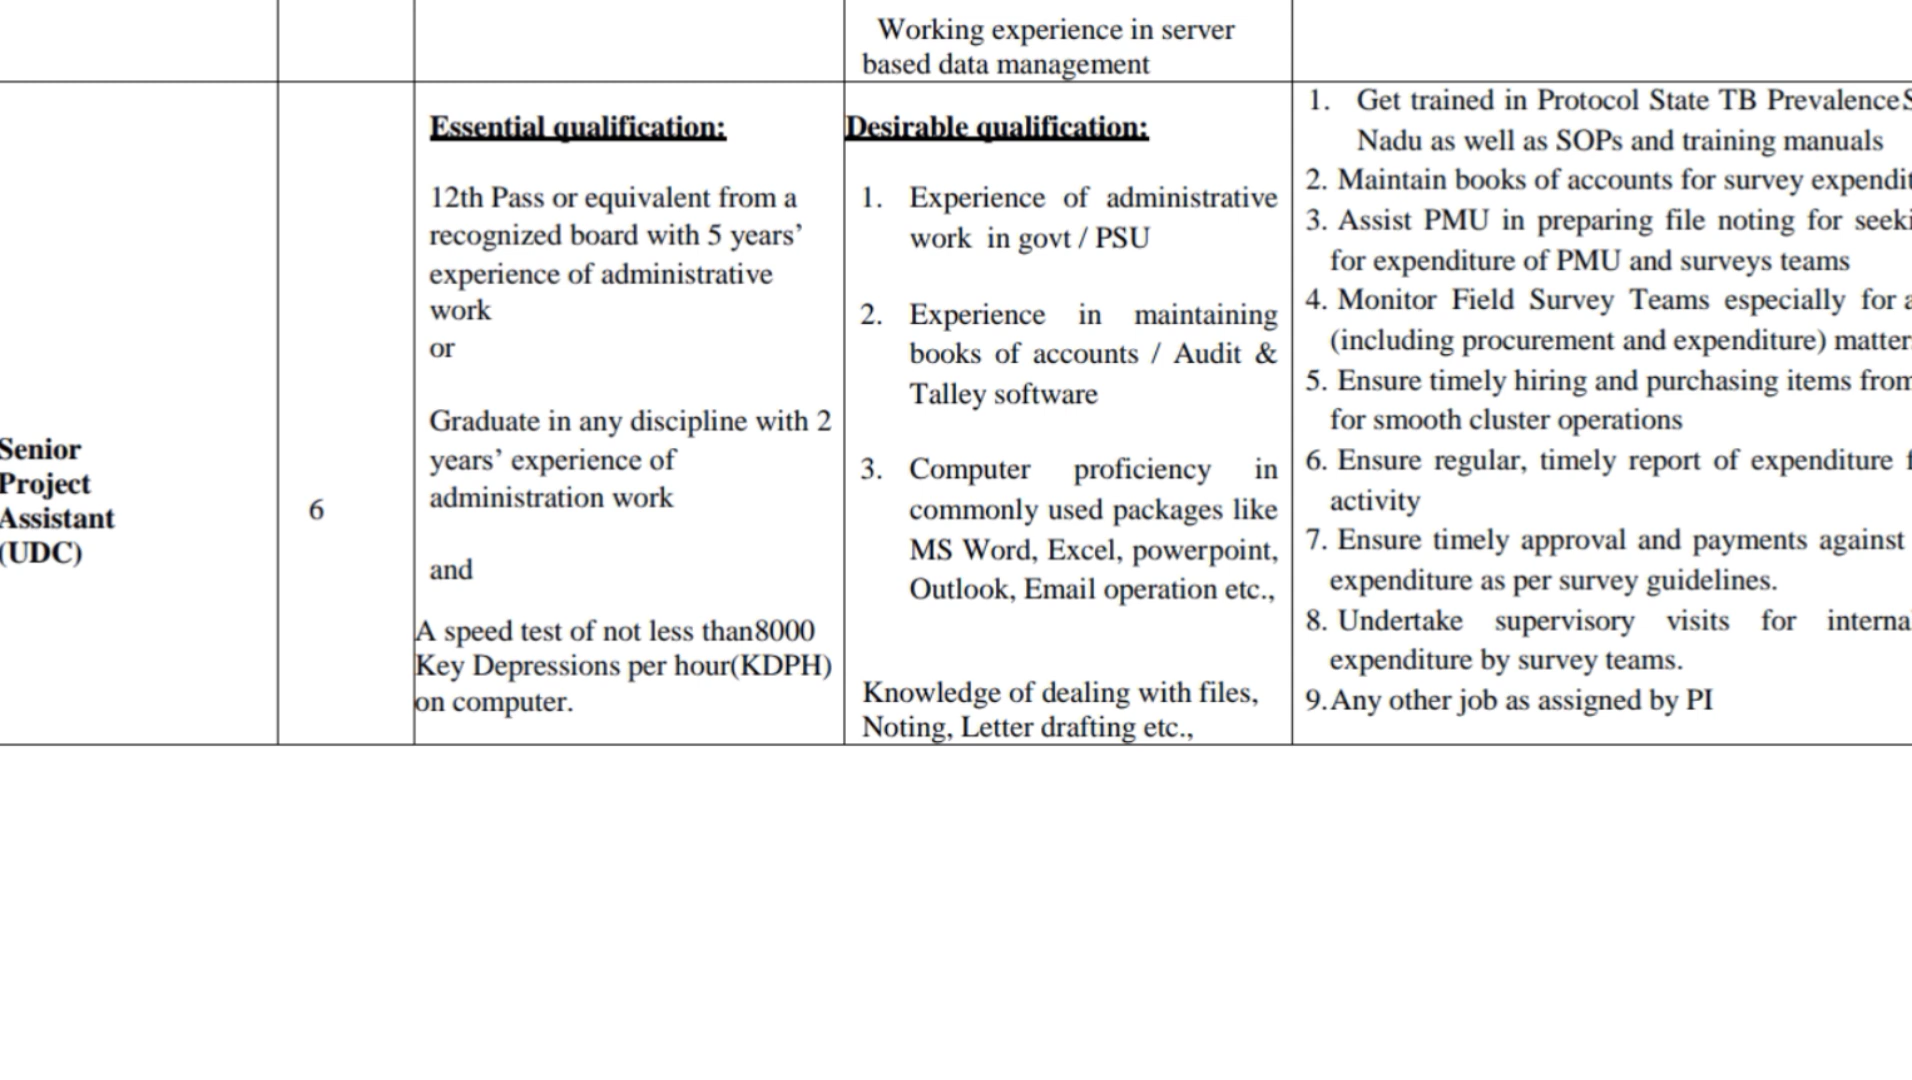 Working experience in server
based data management
Senior
Project
Assistant
(UDC)
6
Essential qualification:
12th Pass or equivalent from a
recognized board with 5 years’
experience of administrative
work
or
Graduate in any discipline with 2
years’ experience of
administration work
and
A speed test of not less than8000
Key Depressions per hour(KDPH)
on computer.
Desirable qualification:
1. Experience of administrative
work in govt / PSU
2. Experience in maintaining
books of accounts / Audit &
Talley software
3. Computer proficiency in
commonly used packages like
MS Word, Excel, powerpoint,
Outlook, Email operation etc.,
Knowledge of dealing with files,
Noting, Letter drafting etc.,
1. Get trained in Protocol State TB Prevalence
Nadu as well as SOPs and training manuals
2. Maintain books of accounts for survey
3. Assist PMU in preparing file noting for
for expenditure of PMU and surveys teams
4. Monitor Field Survey Teams especially for
(including procurement and expenditure)
5. Ensure timely hiring and purchasing items from
for smooth cluster operations
6. Ensure regular, timely report of expenditure
activity
7. Ensure timely approval and payments against
expenditure as per survey guidelines.
8. Undertake supervisory visits for
expenditure by survey teams.
9.Any other job as assigned by PI